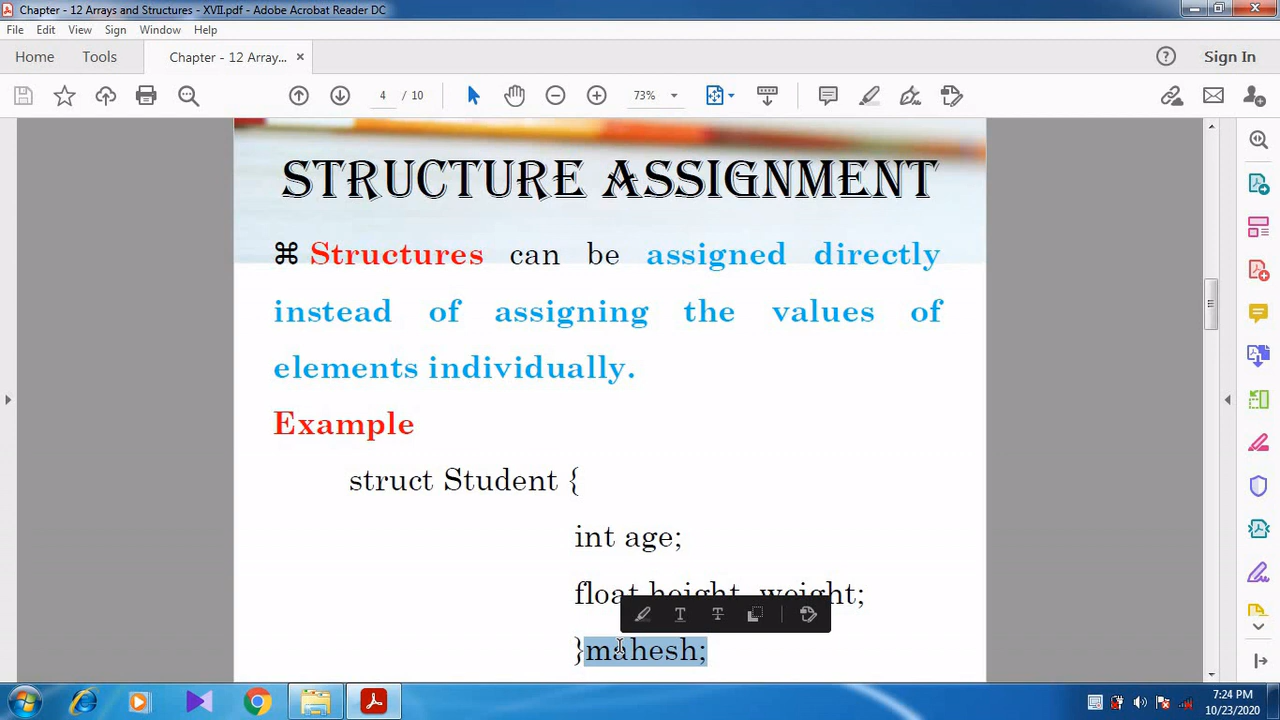 Chapter - 12 Arrays and Structures - XVII.pdf - Adobe Acrobat Reader DC
File Edit View Sign Window Help
Home Tools Chapter - 12 Array... × Sign In
4 / 10 73%
STRUCTURE ASSIGNMENT
⌘ Structures can be assigned directly
instead of assigning the values of
elements individually.
Example
struct Student {
int age;
float height, weight;
}mahesh;
7:24 PM
10/23/2020